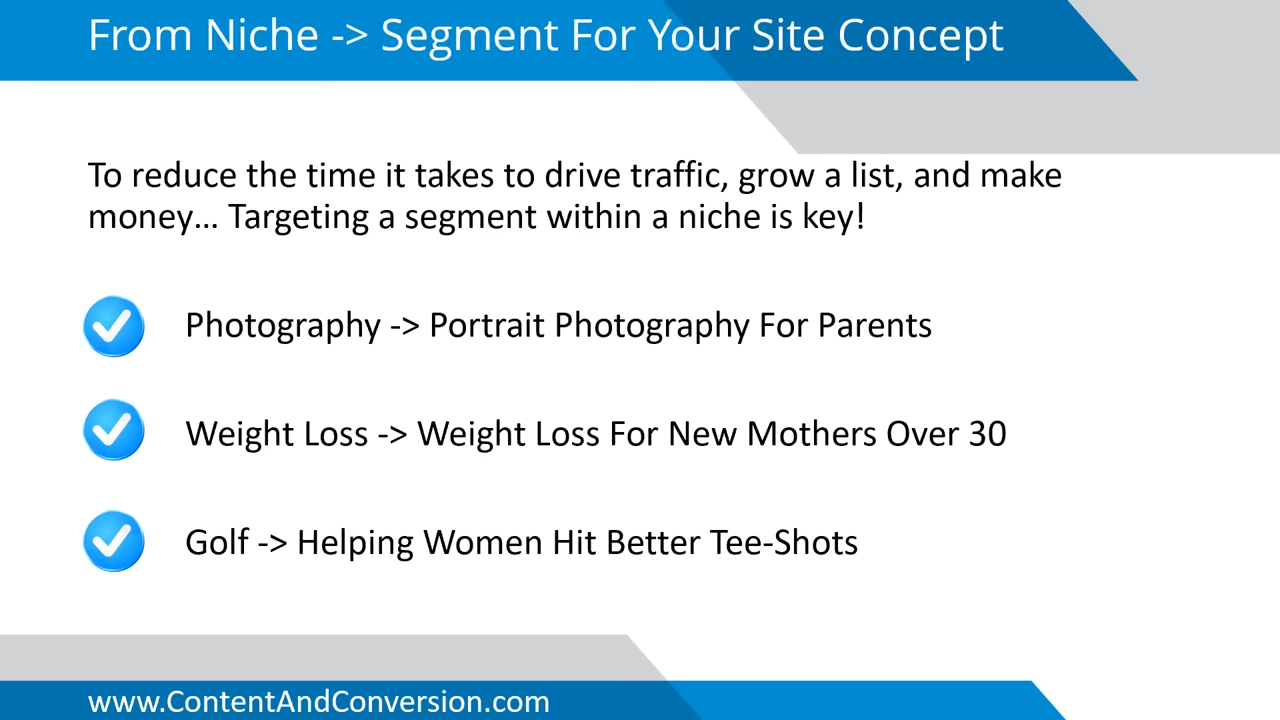 From Niche -> Segment For Your Site Concept
To reduce the time it takes to drive traffic, grow a list, and make
money... Targeting a segment within a niche is key!
Photography -> Portrait Photography For Parents
Weight Loss -> Weight Loss For New Mothers Over 30
Golf -> Helping Women Hit Better Tee-Shots
www.ContentAndConversion.com